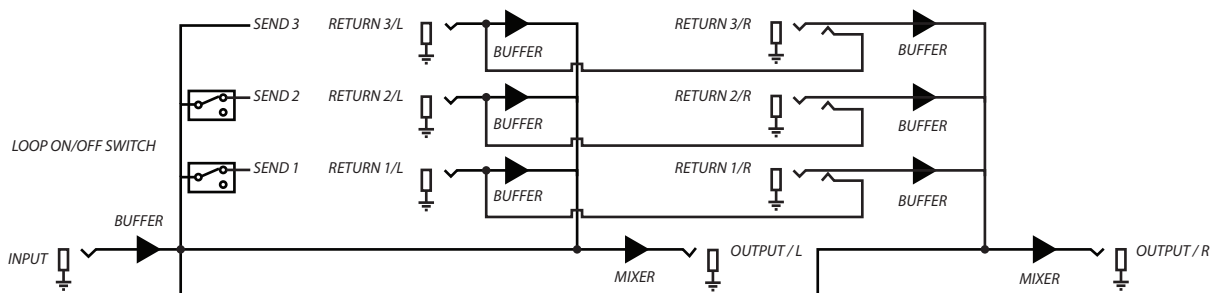 SEND 3
RETURN 3/L
BUFFER
RETURN 3/R
BUFFER
SEND 2
RETURN 2/L
BUFFER
RETURN 2/R
BUFFER
LOOP ON/OFF SWITCH
SEND 1
RETURN 1/L
BUFFER
RETURN 1/R
BUFFER
BUFFER
INPUT
MIXER
OUTPUT / L
MIXER
OUTPUT / R